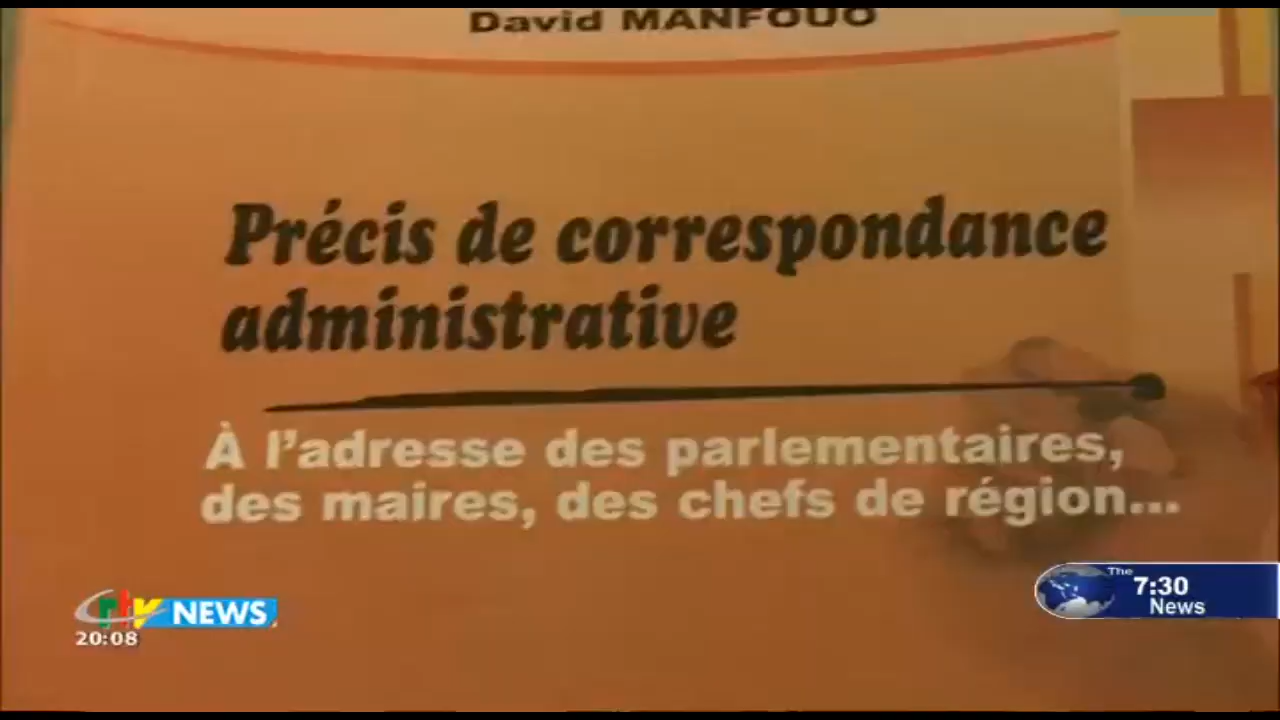 David MANFOUO
Précis de correspondance
administrative
À l'adresse des parlementaires,
des maires, des chefs de région...
crtv NEWS
20:08
The
7:30
News